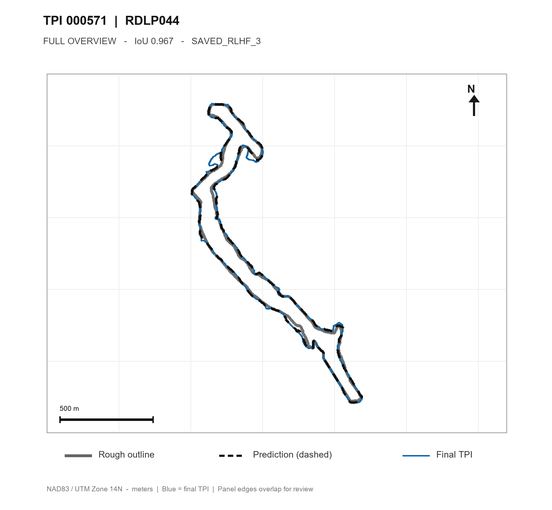 TPI 000571 | RDLP044
FULL OVERVIEW - IoU 0.967 - SAVED_RLHF_3
N
500 m
Rough outline
Prediction (dashed)
Final TPI
NAD83 / UTM Zone 14N - meters | Blue = final TPI | Panel edges overlap for review